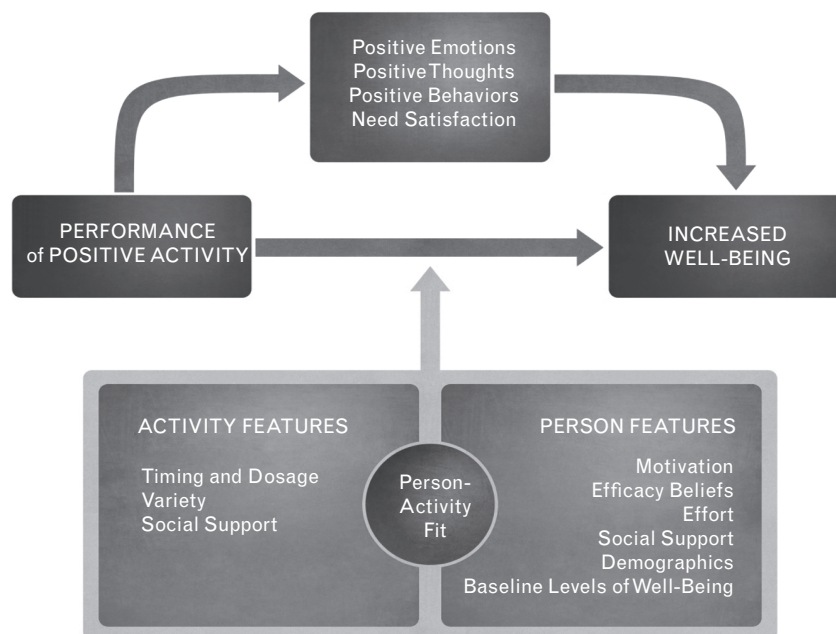 Positive Emotions
Positive Thoughts
Positive Behaviors
Need Satisfaction
PERFORMANCE
of POSITIVE ACTIVITY
INCREASED
WELL-BEING
ACTIVITY FEATURES
Timing and Dosage
Variety
Social Support
Person-
Activity
Fit
PERSON FEATURES
Motivation
Efficacy Beliefs
Effort
Social Support
Demographics
Baseline Levels of Well-Being